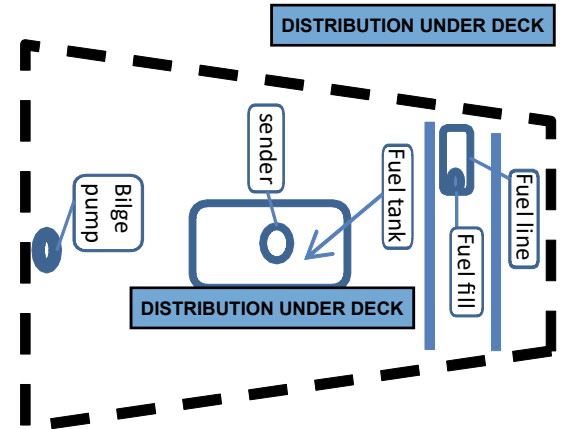 DISTRIBUTION UNDER DECK
sender
Fuel tank
Fuel line
Fuel fill
Bilge
pump
DISTRIBUTION UNDER DECK